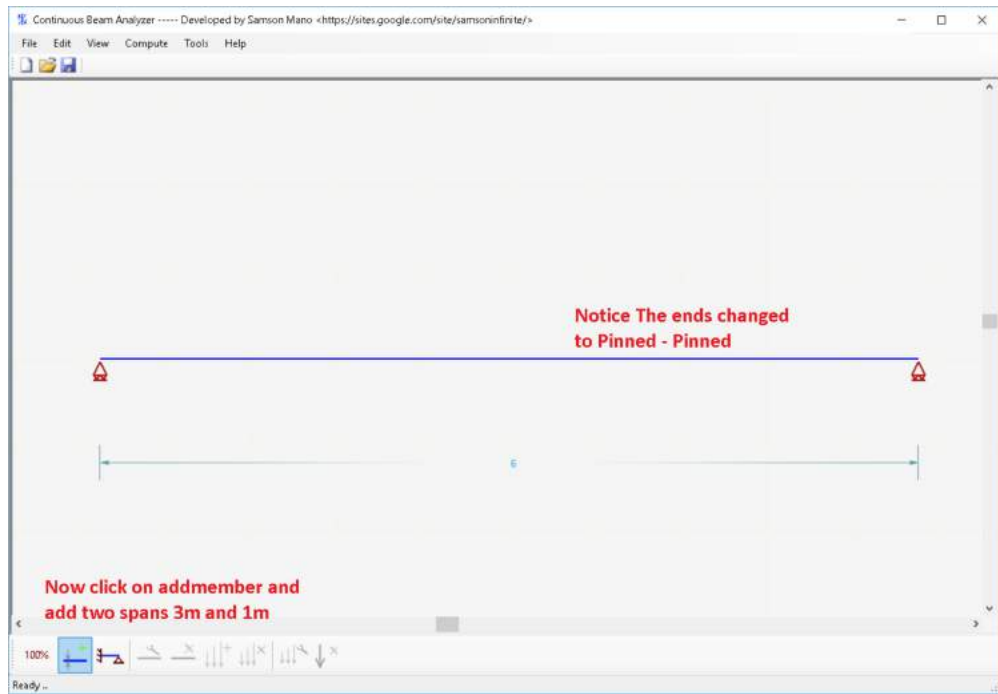 Continuous Beam Analyzer ----- Developed by Samson Mano <https://sites.google.com/site/samsoninfinite/>
File Edit View Compute Tools Help
Notice The ends changed
to Pinned - Pinned
6
Now click on addmember and
add two spans 3m and 1m
100%
Ready ..